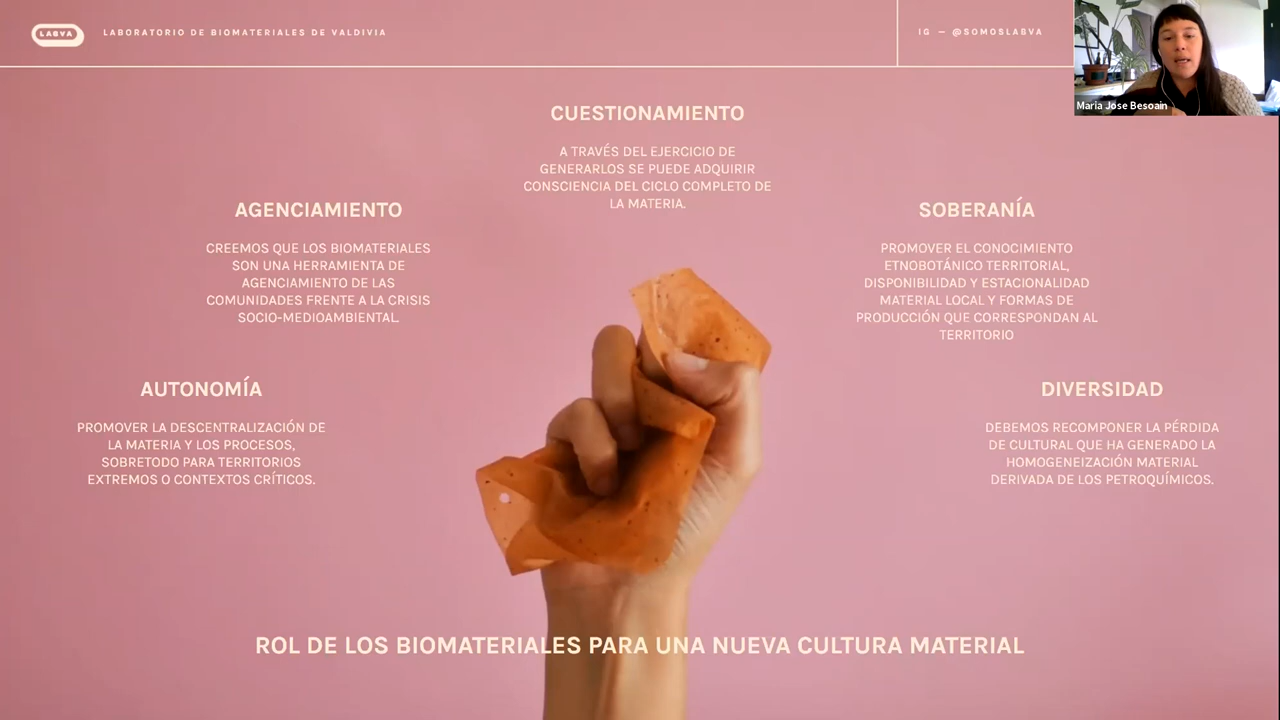 LABVA
LABORATORIO DE BIOMATERIALES DE VALDIVIA
IG — @SOMOSLABVA
Maria Jose Besoain
CUESTIONAMIENTO
A TRAVÉS DEL EJERCICIO DE
GENERARLOS SE PUEDE ADQUIRIR
CONSCIENCIA DEL CICLO COMPLETO DE
LA MATERIA.
AGENCIAMIENTO
CREEMOS QUE LOS BIOMATERIALES
SON UNA HERRAMIENTA DE
AGENCIAMIENTO DE LAS
COMUNIDADES FRENTE A LA CRISIS
SOCIO-MEDIOAMBIENTAL.
SOBERANÍA
PROMOVER EL CONOCIMIENTO
ETNOBOTÁNICO TERRITORIAL,
DISPONIBILIDAD Y ESTACIONALIDAD
MATERIAL LOCAL Y FORMAS DE
PRODUCCIÓN QUE CORRESPONDAN AL
TERRITORIO
AUTONOMÍA
PROMOVER LA DESCENTRALIZACIÓN DE
LA MATERIA Y LOS PROCESOS,
SOBRETODO PARA TERRITORIOS
EXTREMOS O CONTEXTOS CRÍTICOS.
DIVERSIDAD
DEBEMOS RECOMPONER LA PÉRDIDA
DE CULTURAL QUE HA GENERADO LA
HOMOGENEIZACIÓN MATERIAL
DERIVADA DE LOS PETROQUÍMICOS.
ROL DE LOS BIOMATERIALES PARA UNA NUEVA CULTURA MATERIAL